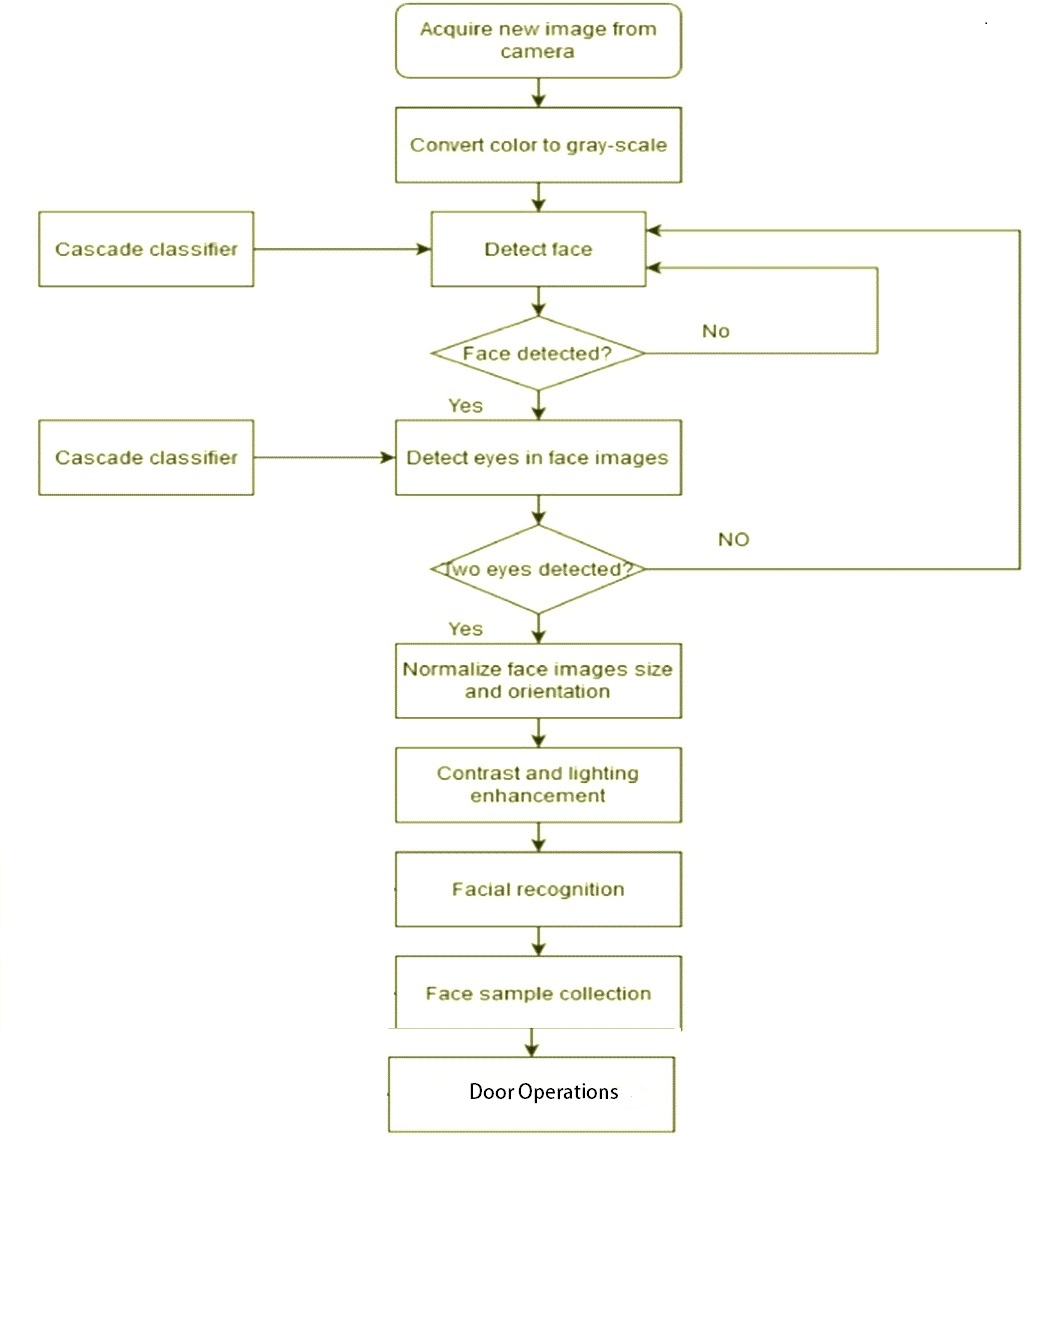 Acquire new image from
camera
Convert color to gray-scale
Cascade classifier
Detect face
No
Face detected?
Yes
Cascade classifier
Detect eyes in face images
NO
Two eyes detected?
Yes
Normalize face images size
and orientation
Contrast and lighting
enhancement
Facial recognition
Face sample collection
Door Operations